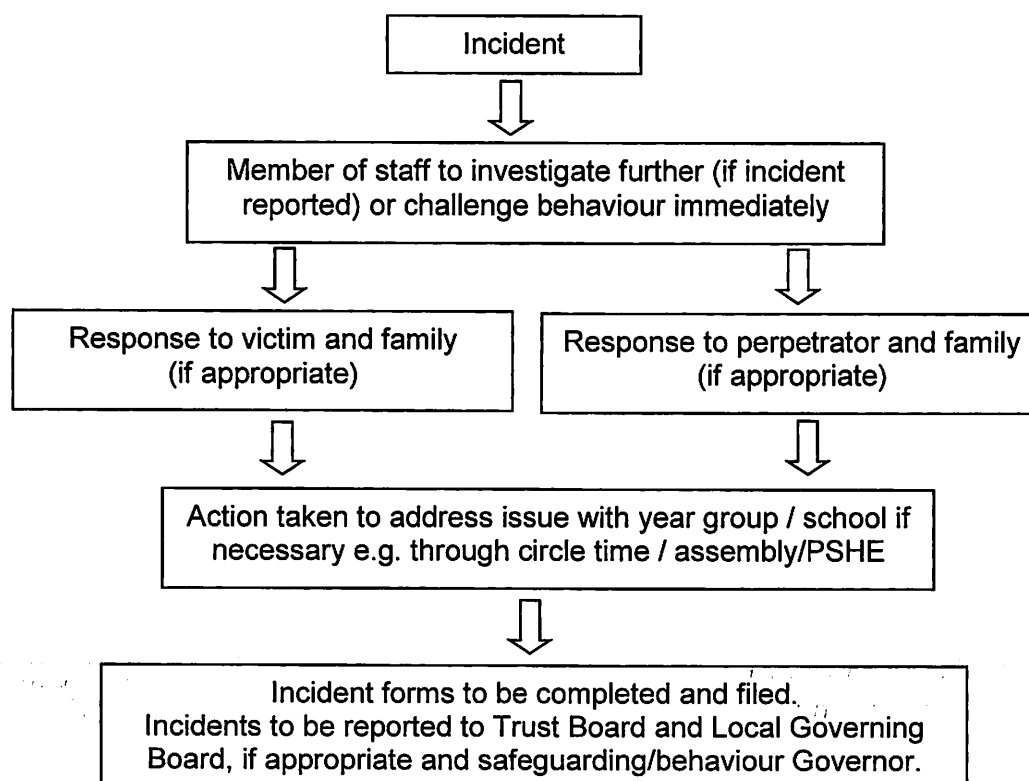 Incident
Member of staff to investigate further (if incident
reported) or challenge behaviour immediately
Response to victim and family
(if appropriate)
Response to perpetrator and family
(if appropriate)
Action taken to address issue with year group / school if
necessary e.g. through circle time / assembly/PSHE
Incident forms to be completed and filed.
Incidents to be reported to Trust Board and Local Governing
Board, if appropriate and safeguarding/behaviour Governor.